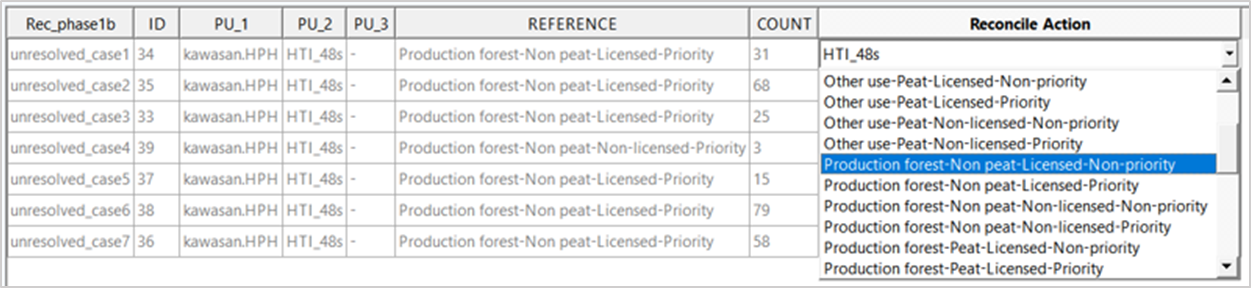 Rec_phase1b ID PU_1 PU_2 PU_3 REFERENCE COUNT Reconcile Action
unresolved_case1 34 kawasan.HPH HTI_48s - Production forest-Non peat-Licensed-Priority 31 HTI_48s
unresolved_case2 35 kawasan.HPH HTI_48s - Production forest-Non peat-Licensed-Priority 68
unresolved_case3 33 kawasan.HPH HTI_48s - Production forest-Non peat-Licensed-Priority 25
unresolved_case4 39 kawasan.HPH HTI_48s - Production forest-Non peat-Non-licensed-Priority 3
unresolved_case5 37 kawasan.HPH HTI_48s - Production forest-Non peat-Licensed-Priority 15
unresolved_case6 38 kawasan.HPH HTI_48s - Production forest-Non peat-Licensed-Priority 79
unresolved_case7 36 kawasan.HPH HTI_48s - Production forest-Non peat-Licensed-Priority 58
Other use-Peat-Licensed-Non-priority
Other use-Peat-Licensed-Priority
Other use-Peat-Non-licensed-Non-priority
Other use-Peat-Non-licensed-Priority
Production forest-Non peat-Licensed-Non-priority
Production forest-Non peat-Licensed-Priority
Production forest-Non peat-Non-licensed-Non-priority
Production forest-Non peat-Non-licensed-Priority
Production forest-Peat-Licensed-Non-priority
Production forest-Peat-Licensed-Priority